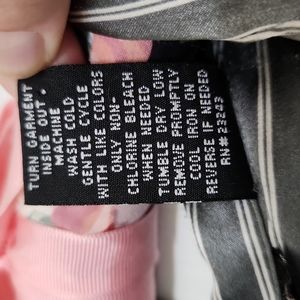 TURN GARMENT
INSIDE OUT.
MACHINE
WASH COLD
GENTLE CYCLE
WITH LIKE COLORS
ONLY NON-
CHLORINE BLEACH
WHEN NEEDED
TUMBLE DRY LOW
REMOVE PROMPTLY
COOL IRON ON
REVERSE IF NEEDED
RN#23243